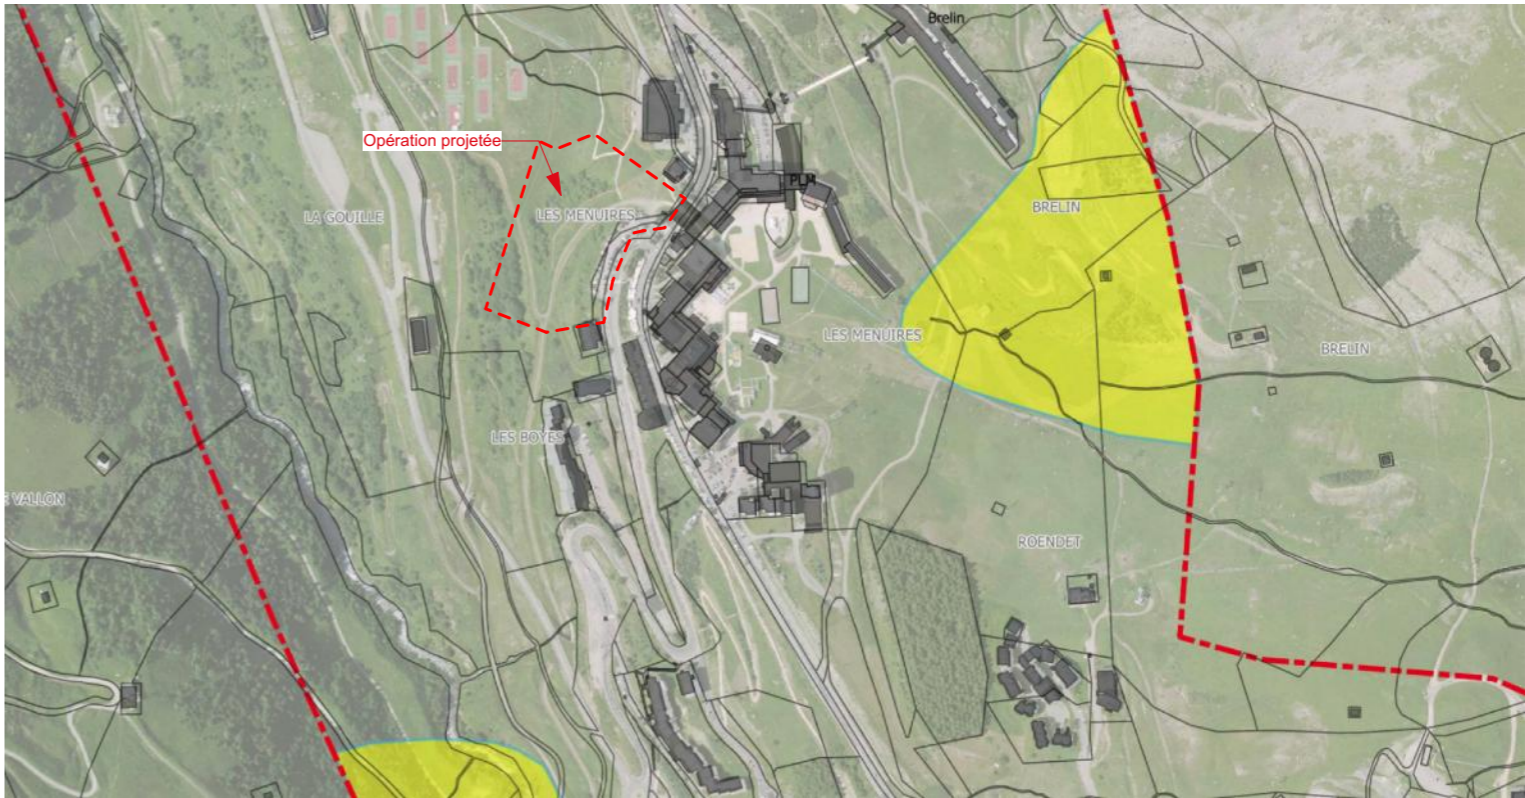 Brelin
Opération projetée
PLM
LA GOUILLE
LES MENUIRES
BRELIN
LES MENUIRES
BRELIN
LES BOYES
E VALLON
ROENDET